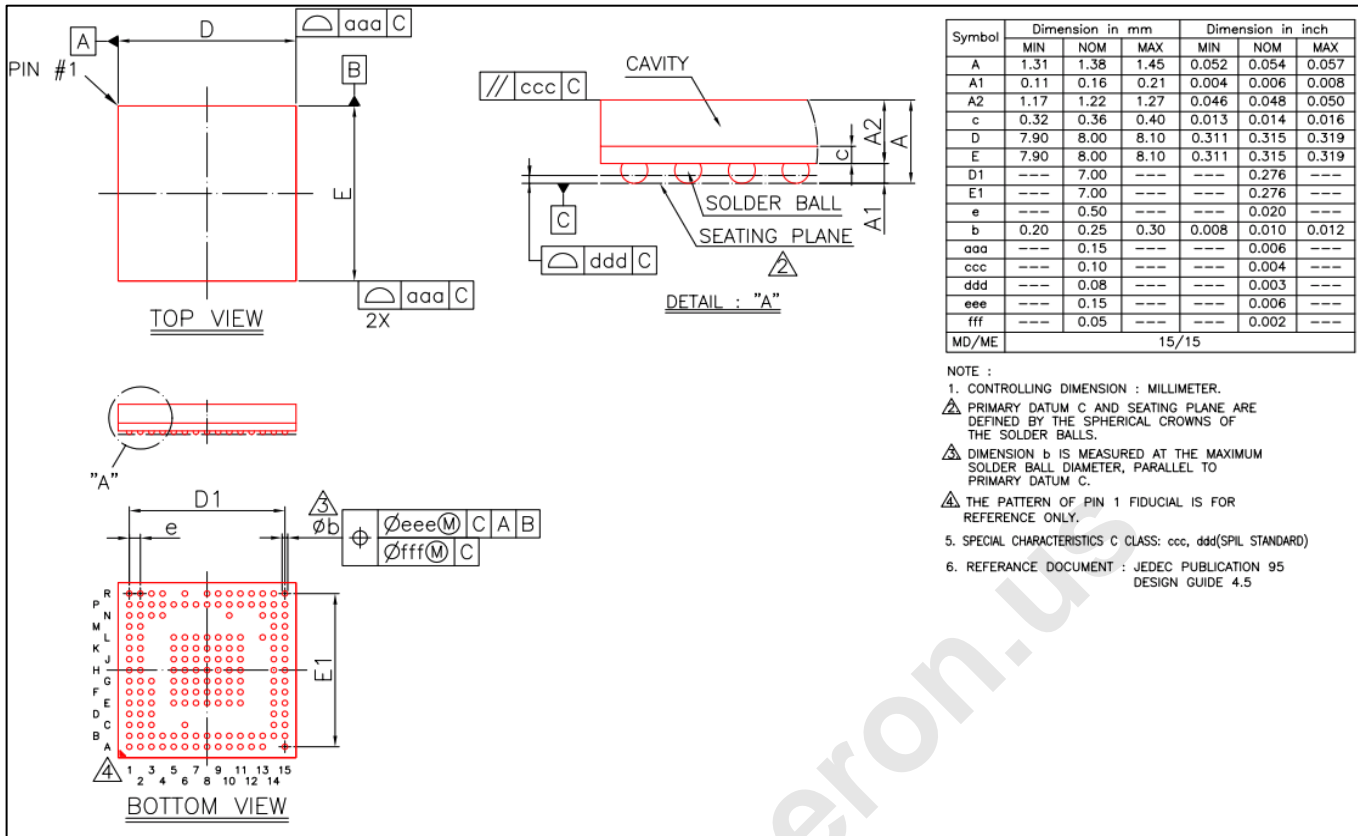 D
aaa C
A
PIN #1
B
E
aaa C
2X
TOP VIEW
CAVITY
// ccc C
A2
A
c
A1
SOLDER BALL
C
SEATING PLANE
ddd C
2
DETAIL : "A"
"A"
D1
3
e
øb
Øeee Ⓜ C A B
Øfff Ⓜ C
R
P
N
M
L
K
J
H
G
F
E
D
C
B
A
E1
4
1 3 5 7 9 11 13 15
2 4 6 8 10 12 14
BOTTOM VIEW
Symbol Dimension in mm Dimension in inch
MIN NOM MAX MIN NOM MAX
A 1.31 1.38 1.45 0.052 0.054 0.057
A1 0.11 0.16 0.21 0.004 0.006 0.008
A2 1.17 1.22 1.27 0.046 0.048 0.050
c 0.32 0.36 0.40 0.013 0.014 0.016
D 7.90 8.00 8.10 0.311 0.315 0.319
E 7.90 8.00 8.10 0.311 0.315 0.319
D1 --- 7.00 --- --- 0.276 ---
E1 --- 7.00 --- --- 0.276 ---
e --- 0.50 --- --- 0.020 ---
b 0.20 0.25 0.30 0.008 0.010 0.012
aaa --- 0.15 --- --- 0.006 ---
ccc --- 0.10 --- --- 0.004 ---
ddd --- 0.08 --- --- 0.003 ---
eee --- 0.15 --- --- 0.006 ---
fff --- 0.05 --- --- 0.002 ---
MD/ME 15/15
NOTE :
1. CONTROLLING DIMENSION : MILLIMETER.
2. PRIMARY DATUM C AND SEATING PLANE ARE
DEFINED BY THE SPHERICAL CROWNS OF
THE SOLDER BALLS.
3. DIMENSION b IS MEASURED AT THE MAXIMUM
SOLDER BALL DIAMETER, PARALLEL TO
PRIMARY DATUM C.
4. THE PATTERN OF PIN 1 FIDUCIAL IS FOR
REFERENCE ONLY.
5. SPECIAL CHARACTERISTICS C CLASS: ccc, ddd(SPIL STANDARD)
6. REFERANCE DOCUMENT : JEDEC PUBLICATION 95
DESIGN GUIDE 4.5
eron.us